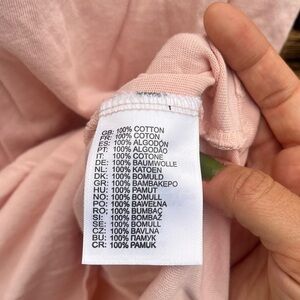 GB: 100% COTTON
FR: 100% COTON
ES: 100% ALGODÓN
PT: 100% ALGODÃO
IT: 100% COTONE
DE: 100% BAUMWOLLE
NL: 100% KATOEN
DK: 100% BOMULD
GR: 100% ΒΑΜΒΑΚΕΡΟ
HU: 100% PAMUT
NO: 100% BOMULL
PO: 100% BAWEŁNA
RO: 100% BUMBAC
SI: 100% BOMBAŽ
SE: 100% BOMULL
CZ: 100% BAVLNA
BU: 100% ПАМУК
CR: 100% PAMUK